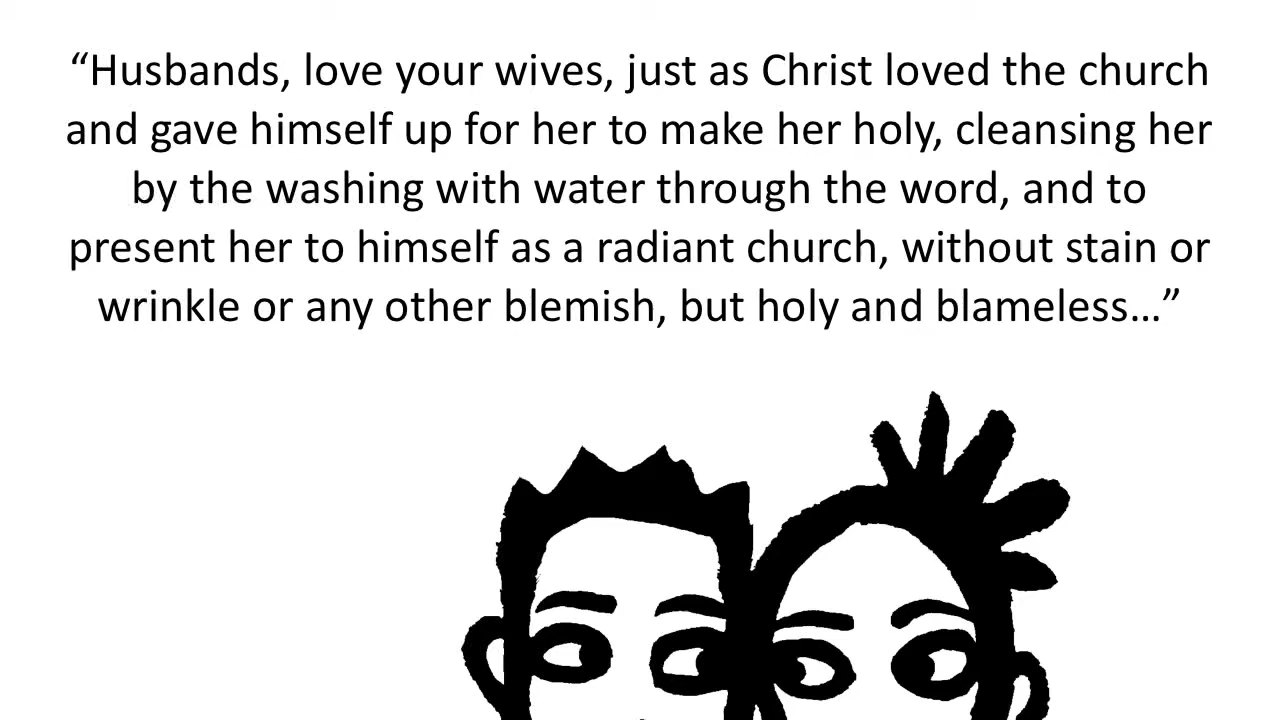 “Husbands, love your wives, just as Christ loved the church
and gave himself up for her to make her holy, cleansing her
by the washing with water through the word, and to
present her to himself as a radiant church, without stain or
wrinkle or any other blemish, but holy and blameless…”